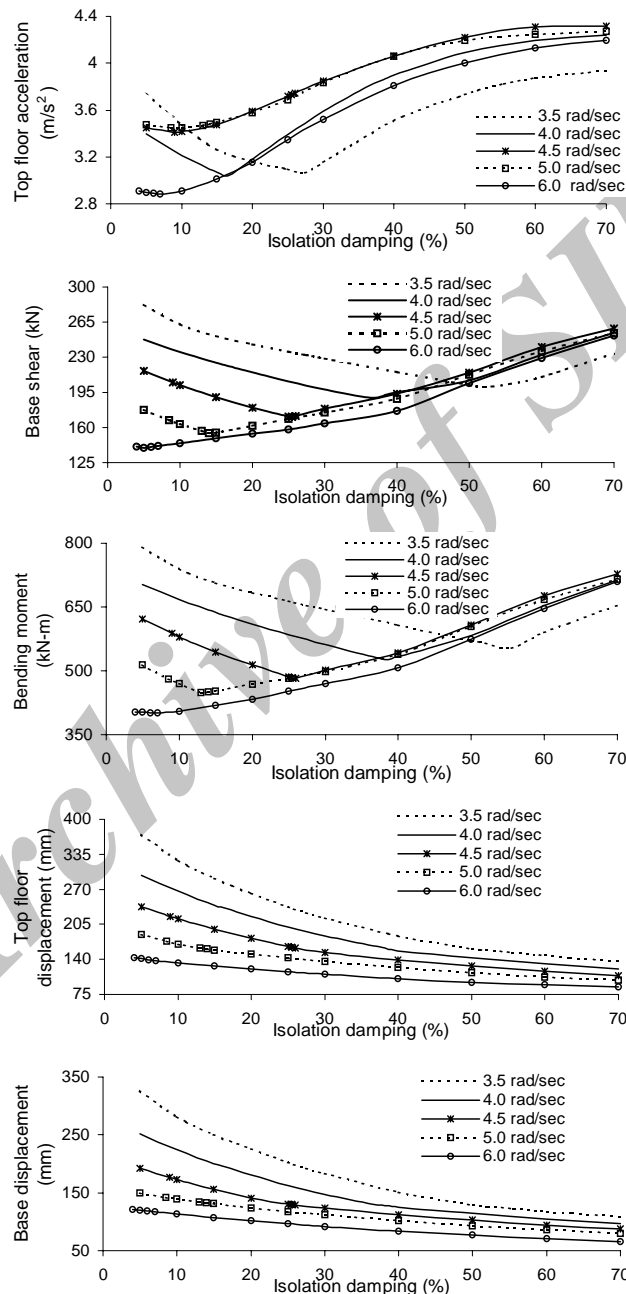 Top floor acceleration
(m/s²)
4.4
4
3.6
3.2
2.8
3.5 rad/sec
4.0 rad/sec
4.5 rad/sec
5.0 rad/sec
6.0 rad/sec
0 10 20 30 40 50 60 70
Isolation damping (%)
Base shear (kN)
300
265
230
195
160
125
3.5 rad/sec
4.0 rad/sec
4.5 rad/sec
5.0 rad/sec
6.0 rad/sec
0 10 20 30 40 50 60 70
Isolation damping (%)
Bending moment
(kN-m)
800
650
500
350
3.5 rad/sec
4.0 rad/sec
4.5 rad/sec
5.0 rad/sec
6.0 rad/sec
0 10 20 30 40 50 60 70
Isolation damping (%)
Top floor
displacement (mm)
400
335
270
205
140
75
3.5 rad/sec
4.0 rad/sec
4.5 rad/sec
5.0 rad/sec
6.0 rad/sec
0 10 20 30 40 50 60 70
Isolation damping (%)
Base displacement
(mm)
350
250
150
50
3.5 rad/sec
4.0 rad/sec
4.5 rad/sec
5.0 rad/sec
6.0 rad/sec
0 10 20 30 40 50 60 70
Isolation damping (%)
rchive of SI